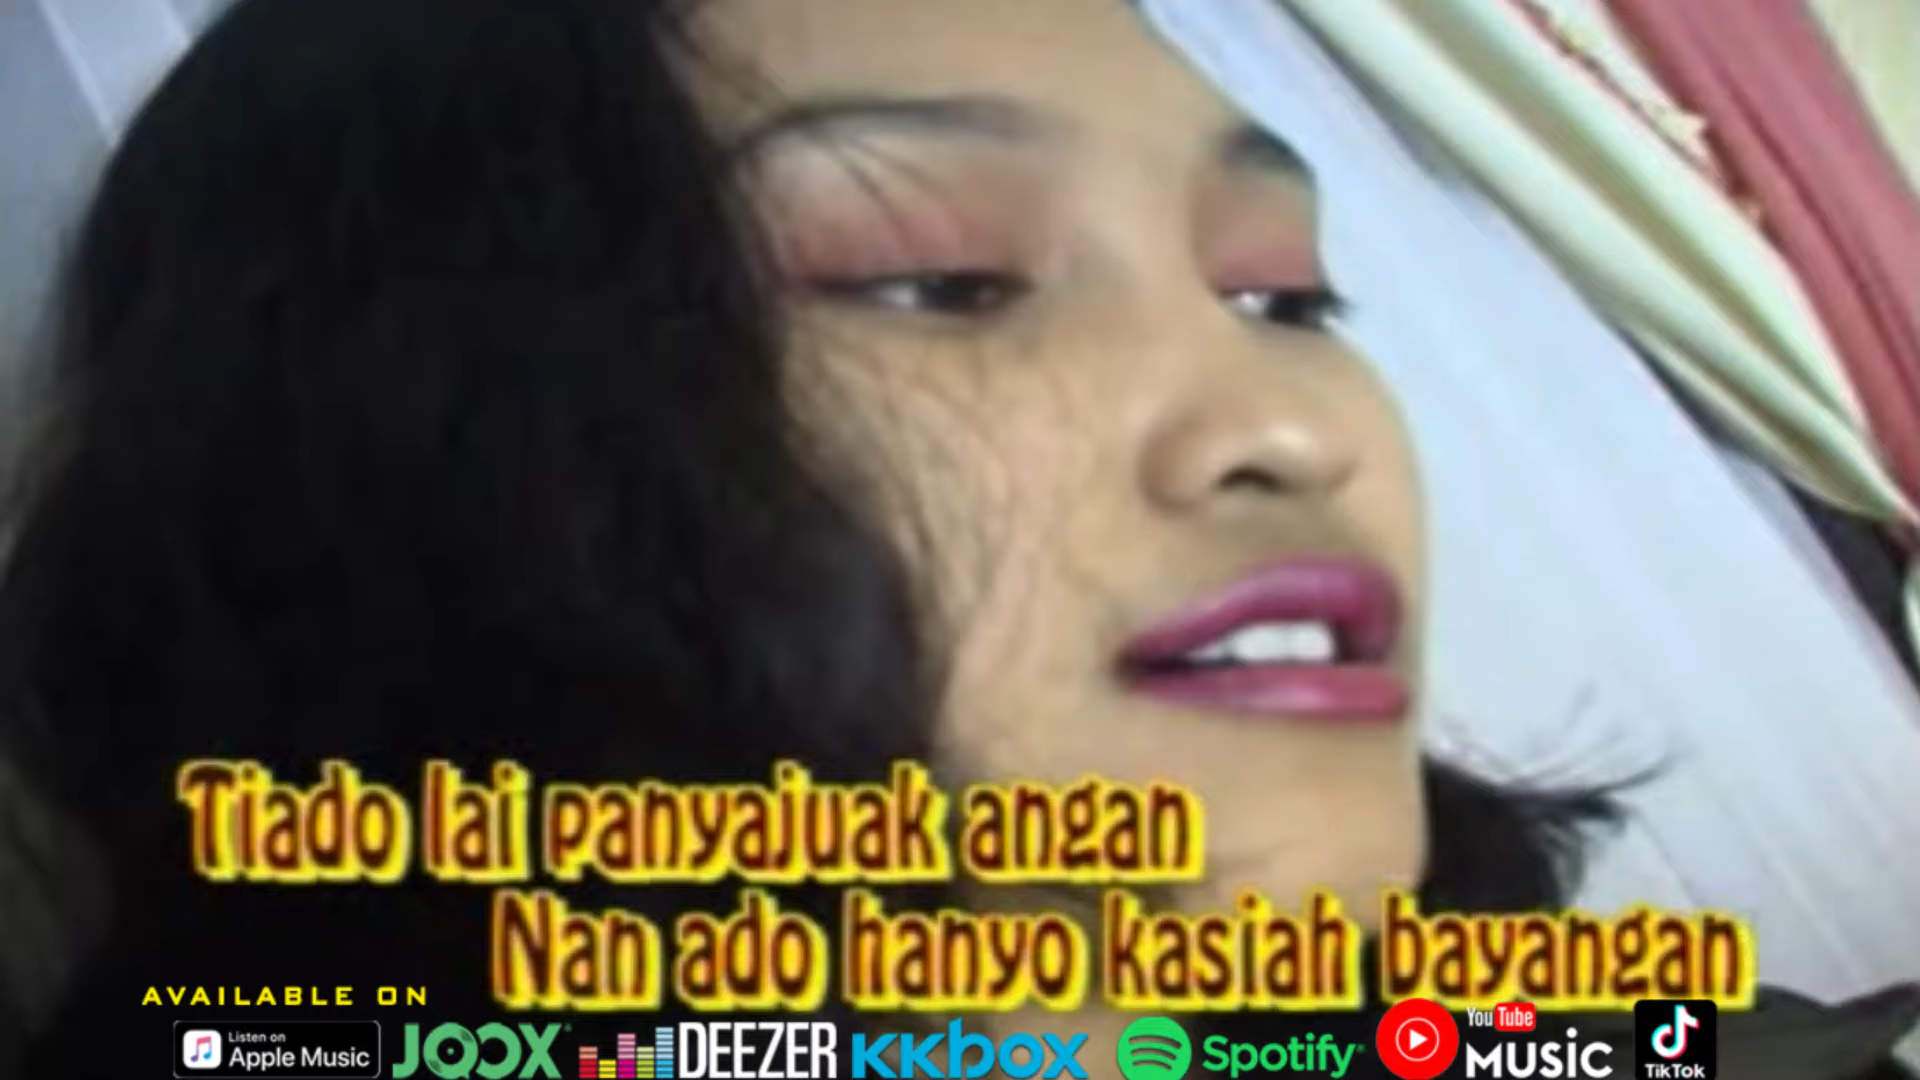 Tiado lai panyajuak angan
Nan ado hanyo kasiah bayangan
AVAILABLE ON
Listen on
Apple Music
JOOX
DEEZER
KKBOX
Spotify
YouTube
MUSIC
TikTok